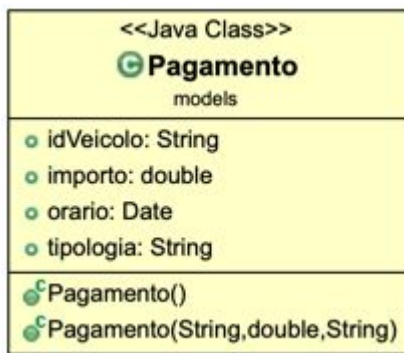 <<Java Class>>
Pagamento
models
idVeicolo: String
importo: double
orario: Date
tipologia: String
Pagamento()
Pagamento(String,double,String)